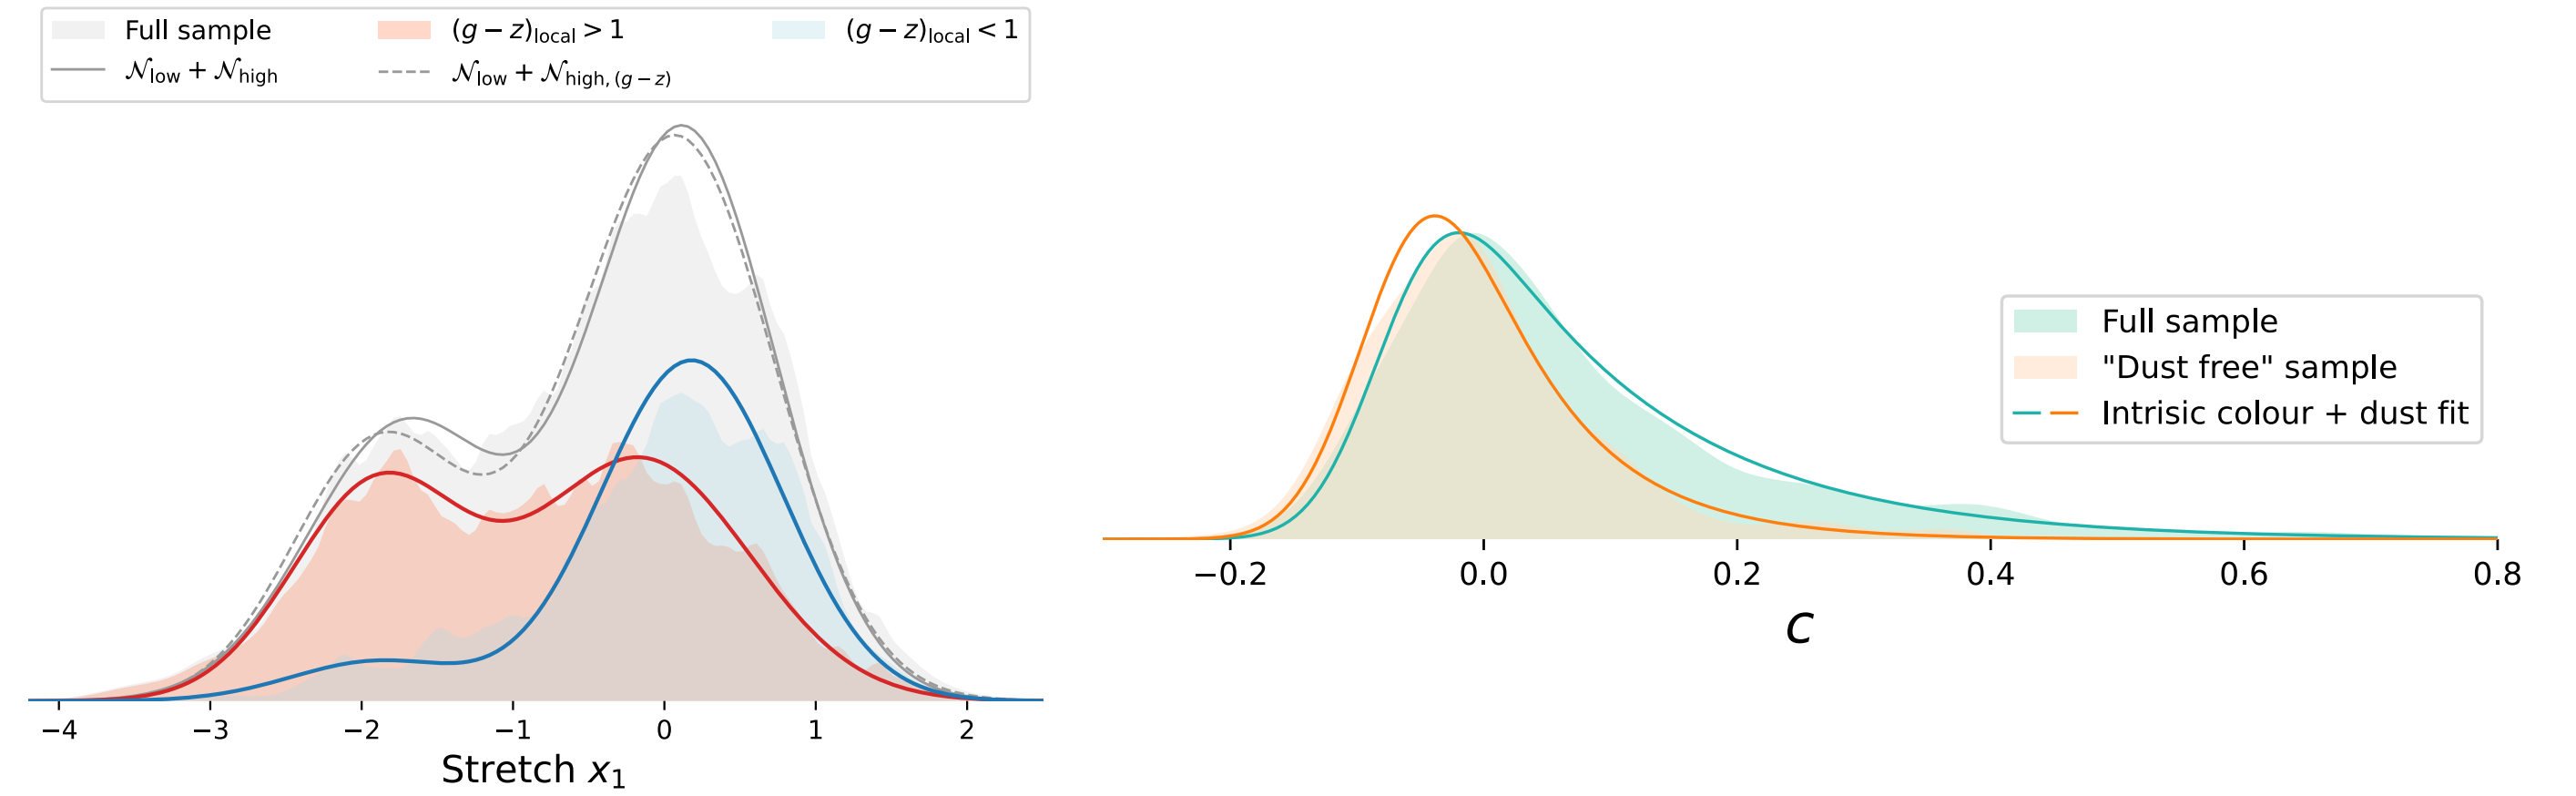 Full sample
(g − z)local > 1
(g − z)local < 1
𝒩low + 𝒩high
𝒩low + 𝒩high, (g − z)
−4 −3 −2 −1 0 1 2
Stretch x1
Full sample
"Dust free" sample
Intrisic colour + dust fit
−0.2 0.0 0.2 0.4 0.6 0.8
c